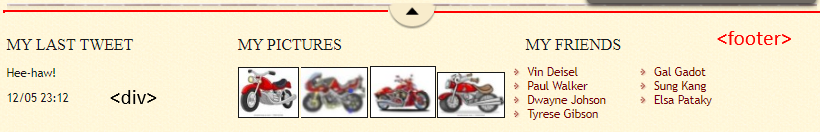 MY LAST TWEET
Hee-haw!
12/05 23:12
<div>
MY PICTURES
MY FRIENDS
Vin Deisel
Paul Walker
Dwayne Johson
Tyrese Gibson
Gal Gadot
Sung Kang
Elsa Pataky
<footer>